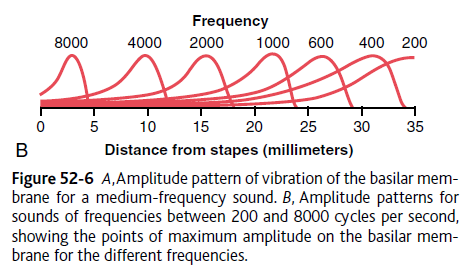 Frequency
8000 4000 2000 1000 600 400 200
0 5 10 15 20 25 30 35
B Distance from stapes (millimeters)
Figure 52-6 A, Amplitude pattern of vibration of the basilar mem-
brane for a medium-frequency sound. B, Amplitude patterns for
sounds of frequencies between 200 and 8000 cycles per second,
showing the points of maximum amplitude on the basilar mem-
brane for the different frequencies.